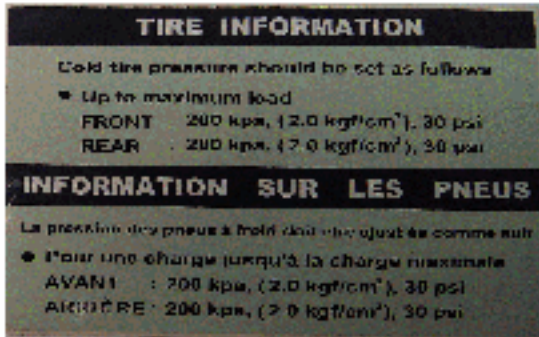 TIRE INFORMATION
Cold tire pressure should be set as follows
• Up to maximum load
FRONT : 200 kpa, (2.0 kgf/cm²), 30 psi
REAR : 200 kpa, (2.0 kgf/cm²), 30 psi
INFORMATION SUR LES PNEUS
La pression des pneus à froid doit être ajustée comme suit
• Pour une charge jusqu'à la charge maximale
AVANT : 200 kpa, (2.0 kgf/cm²), 30 psi
ARRIÈRE : 200 kpa, (2.0 kgf/cm²), 30 psi